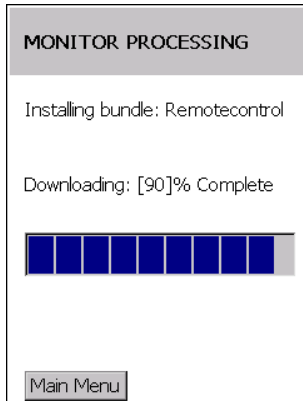 MONITOR PROCESSING
Installing bundle: Remotecontrol
Downloading: [90]% Complete
Main Menu